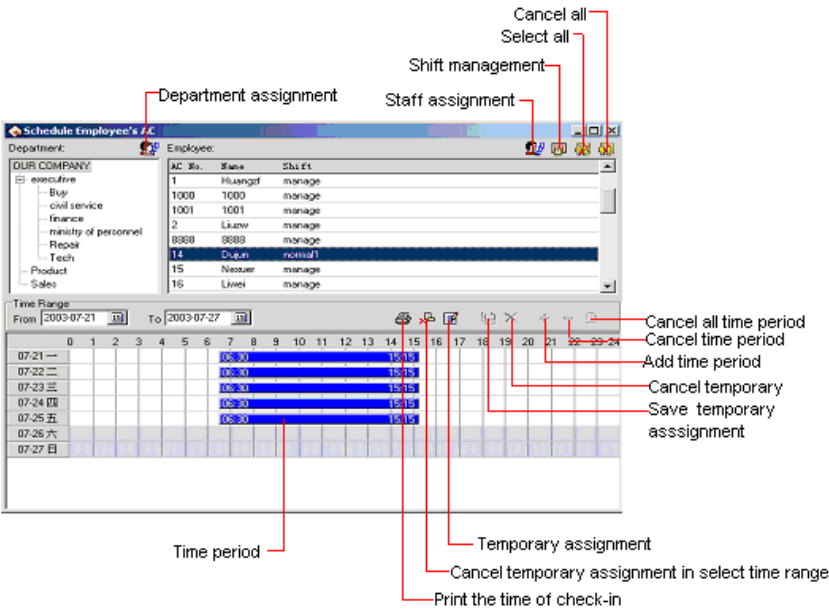 Cancel all
Select all
Shift management
Department assignment
Staff assignment
Schedule Employee's AC
Department:
Employee:
OUR COMPANY
executive
Buy
civil service
finance
ministry of personnel
Repair
Tech
Product
Sales
AC No. Name Shift
1 Huangzf manage
1000 1000 manage
1001 1001 manage
2 Liuzw manage
8888 8888 manage
14 Dujun normal1
15 Nexuer manage
16 Liwei manage
Time Range
From 2003-07-21 To 2003-07-27
Cancel all time period
Cancel time period
Add time period
Cancel temporary
Save temporary
asssignment
0 1 2 3 4 5 6 7 8 9 10 11 12 13 14 15 16 17 18 19 20 21 22 23 24
07-21 一 06:30 15:15
07-22 二 06:30 15:15
07-23 三 06:30 15:15
07-24 四 06:30 15:15
07-25 五 06:30 15:15
07-26 六
07-27 日
Time period
Temporary assignment
Cancel temporary assignment in select time range
Print the time of check-in